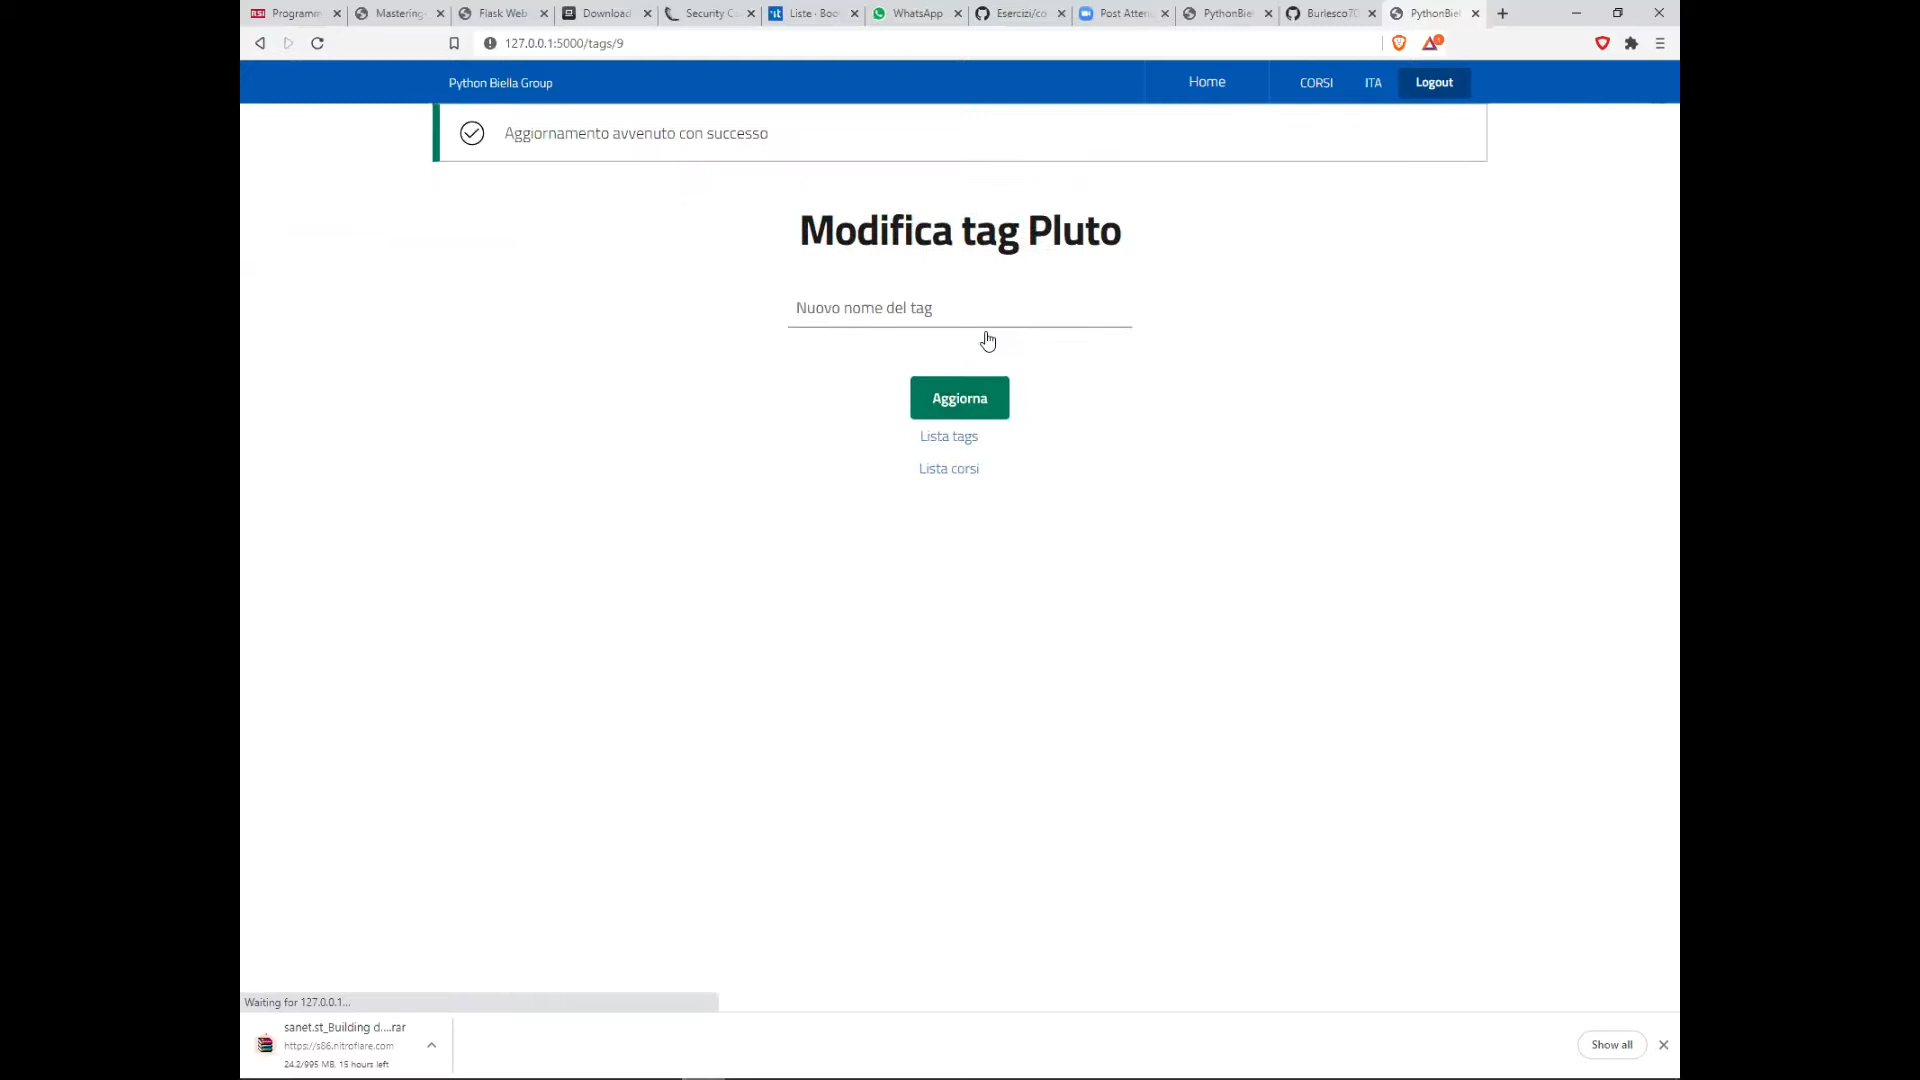 Programm
Mastering
Flask Web
Download
Security C
Liste · Boo
WhatsApp
Esercizi/co
Post Atten
PythonBiel
Burlesco70
PythonBiel
127.0.0.1:5000/tags/9
Python Biella Group
Home
CORSI
ITA
Logout
Aggiornamento avvenuto con successo
Modifica tag Pluto
Nuovo nome del tag
Aggiorna
Lista tags
Lista corsi
Waiting for 127.0.0.1...
sanet.st_Building d....rar
https://s86.nitroflare.com
24.2/995 MB, 15 hours left
Show all